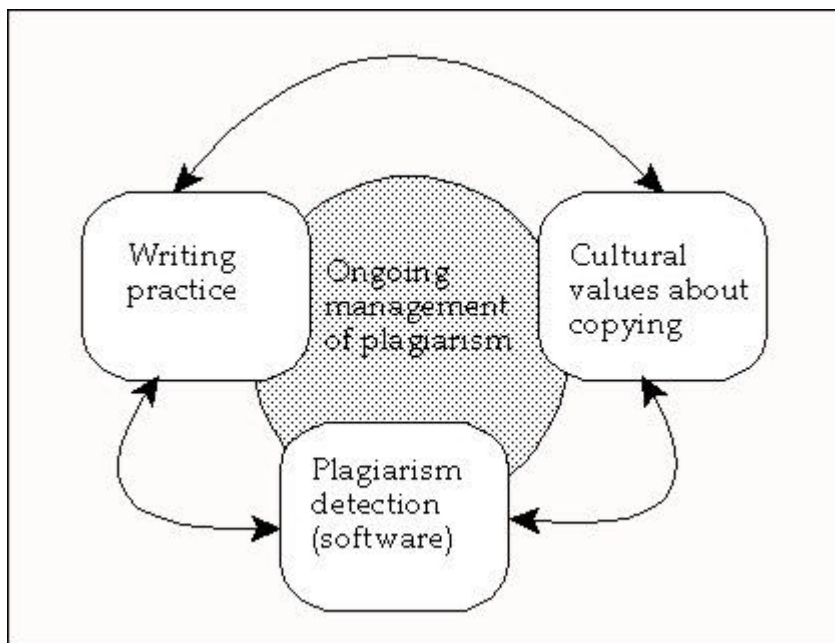 Writing
practice
Ongoing
management
of plagiarism
Cultural
values about
copying
Plagiarism
detection
(software)